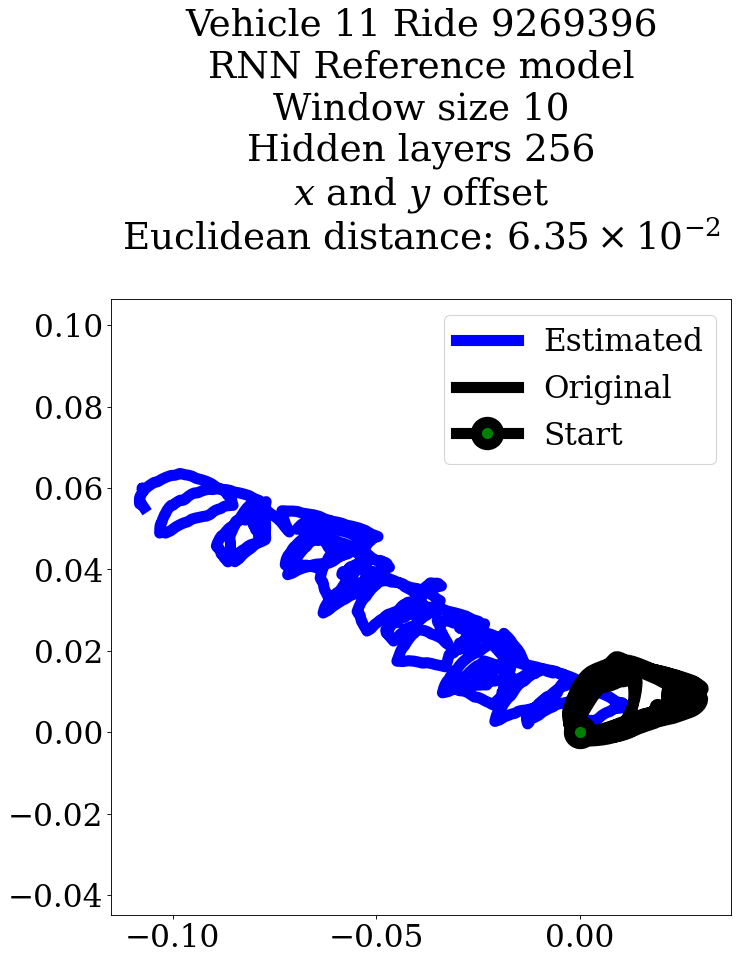 Vehicle 11 Ride 9269396
RNN Reference model
Window size 10
Hidden layers 256
x and y offset
Euclidean distance: 6.35 × 10⁻²
Estimated
Original
Start
0.10
0.08
0.06
0.04
0.02
0.00
−0.02
−0.04
−0.10 −0.05 0.00